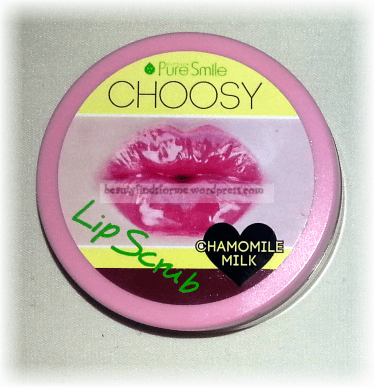 Pure Smile
CHOOSY
beautyfindsforme.wordpress.com
Lip Scrub
CHAMOMILE
MILK